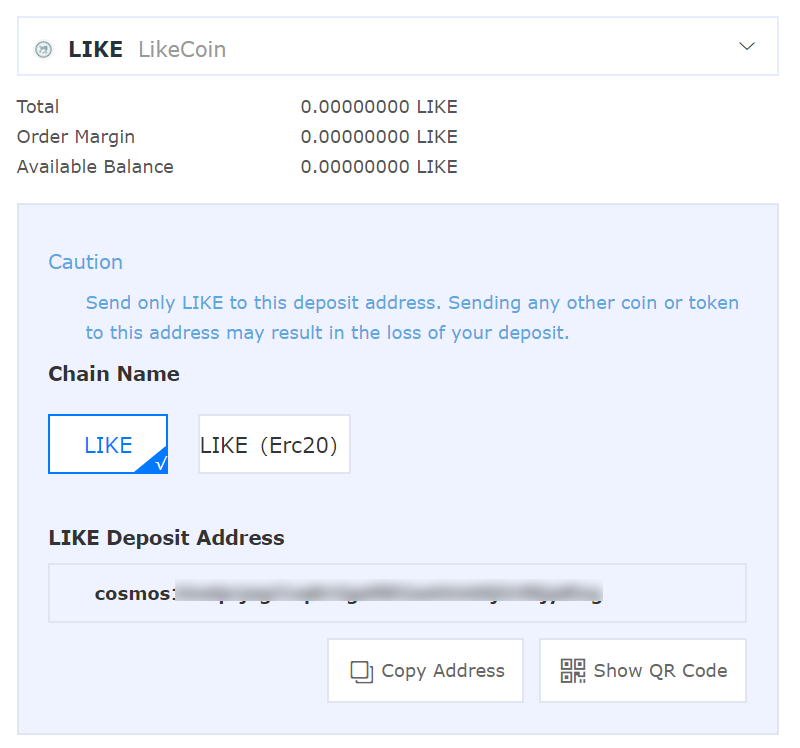 LIKE LikeCoin
Total 0.00000000 LIKE
Order Margin 0.00000000 LIKE
Available Balance 0.00000000 LIKE
Caution
Send only LIKE to this deposit address. Sending any other coin or token
to this address may result in the loss of your deposit.
Chain Name
LIKE √ LIKE（Erc20）
LIKE Deposit Address
cosmos1
Copy Address Show QR Code